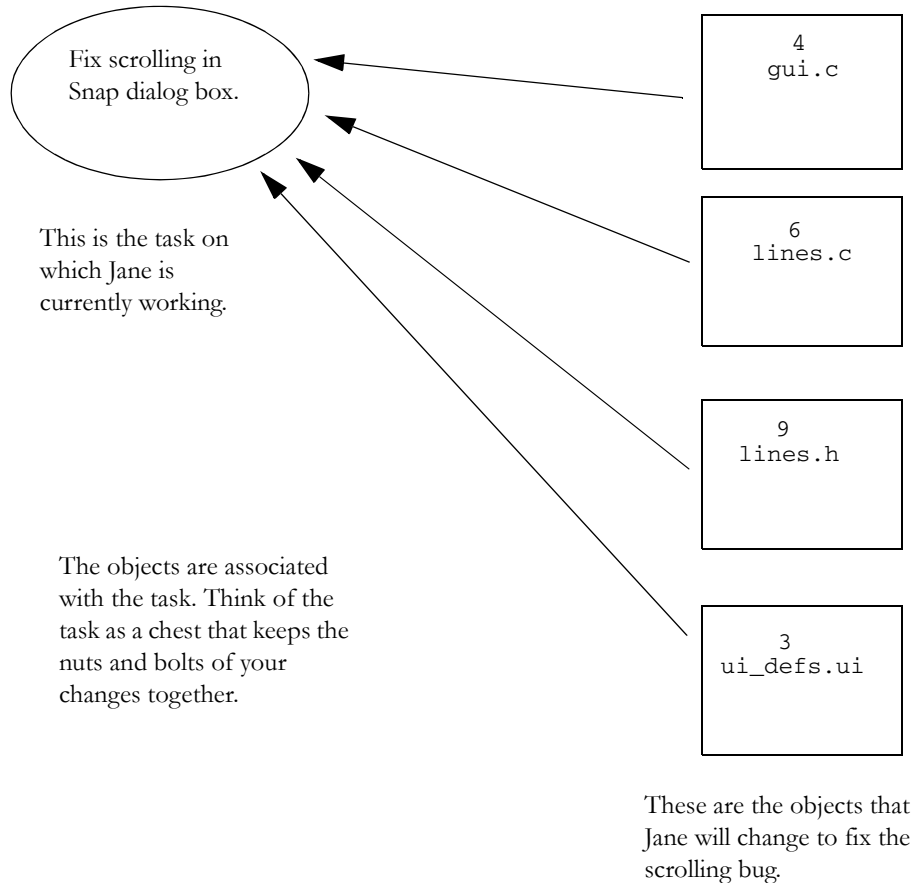 Fix scrolling in
Snap dialog box.
4
gui.c
6
lines.c
This is the task on
which Jane is
currently working.
9
lines.h
The objects are associated
with the task. Think of the
task as a chest that keeps the
nuts and bolts of your
changes together.
3
ui_defs.ui
These are the objects that
Jane will change to fix the
scrolling bug.